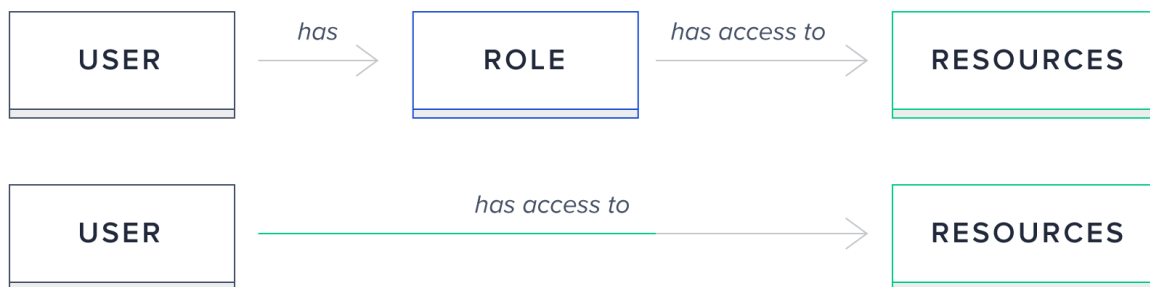 has
has access to
USER
ROLE
RESOURCES
has access to
USER
RESOURCES